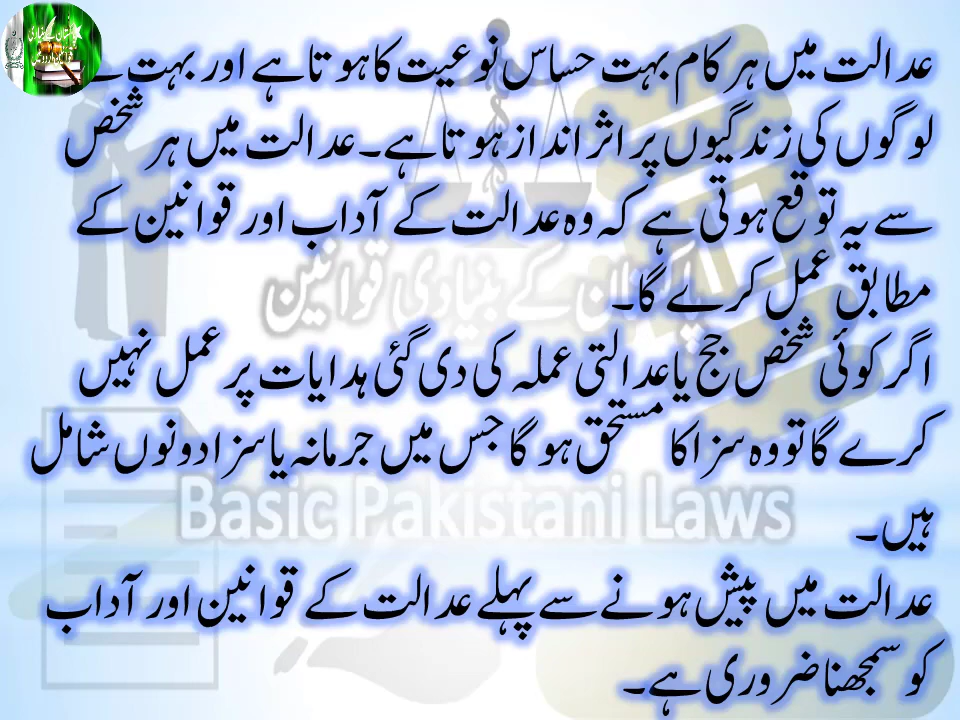 عدالت میں ہر کام بہت حساس نوعیت کا ہوتا ہے اور بہت سے
لوگوں کی زندگیوں پر اثر انداز ہوتا ہے۔ عدالت میں ہر شخص
سے یہ توقع ہوتی ہے کہ وہ عدالت کے آداب اور قوانین کے
مطابق عمل کرے گا۔
پاکستان کے بنیادی قوانین
اگر کوئی شخص جج یا عدالتی عملہ کی دی گئی ہدایات پر عمل نہیں
کرے گا تو وہ سزا کا مستحق ہو گا جس میں جرمانہ یا سزا دونوں شامل
Basic Pakistani Laws
ہیں۔
عدالت میں پیش ہونے سے پہلے عدالت کے قوانین اور آداب
کو سمجھنا ضروری ہے۔